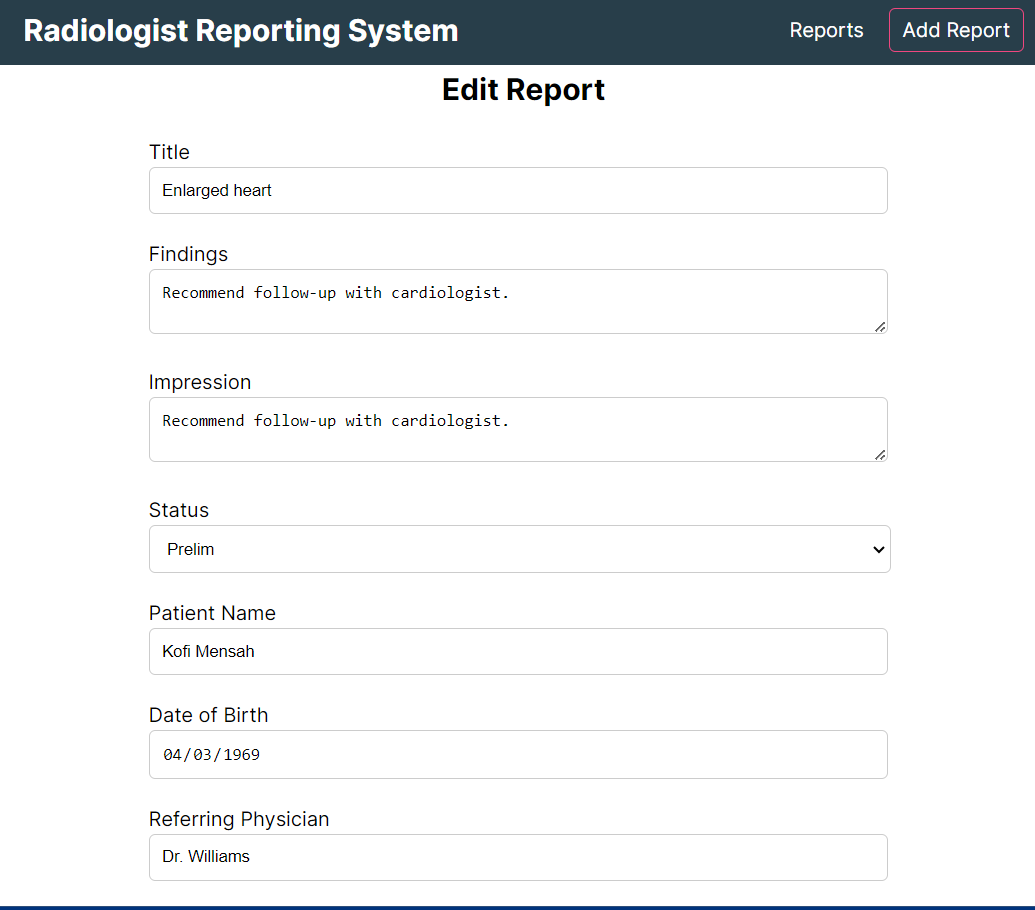 Radiologist Reporting System Reports Add Report
Edit Report
Title
Enlarged heart
Findings
Recommend follow-up with cardiologist.
Impression
Recommend follow-up with cardiologist.
Status
Prelim
Patient Name
Kofi Mensah
Date of Birth
04/03/1969
Referring Physician
Dr. Williams